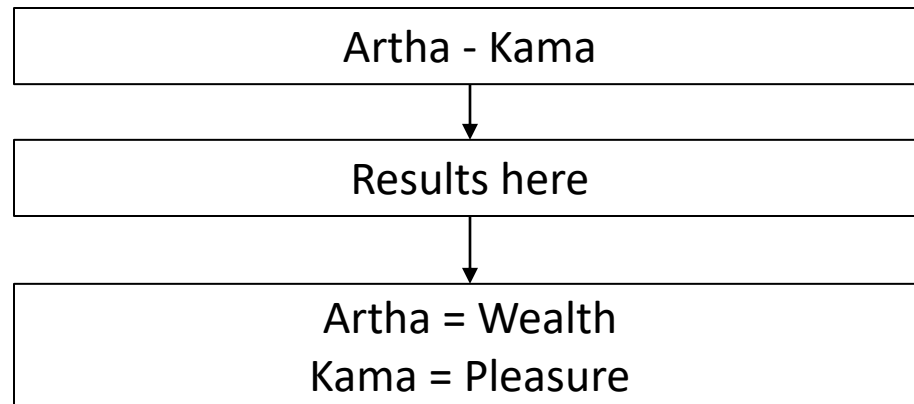 Artha - Kama
Results here
Artha = Wealth
Kama = Pleasure